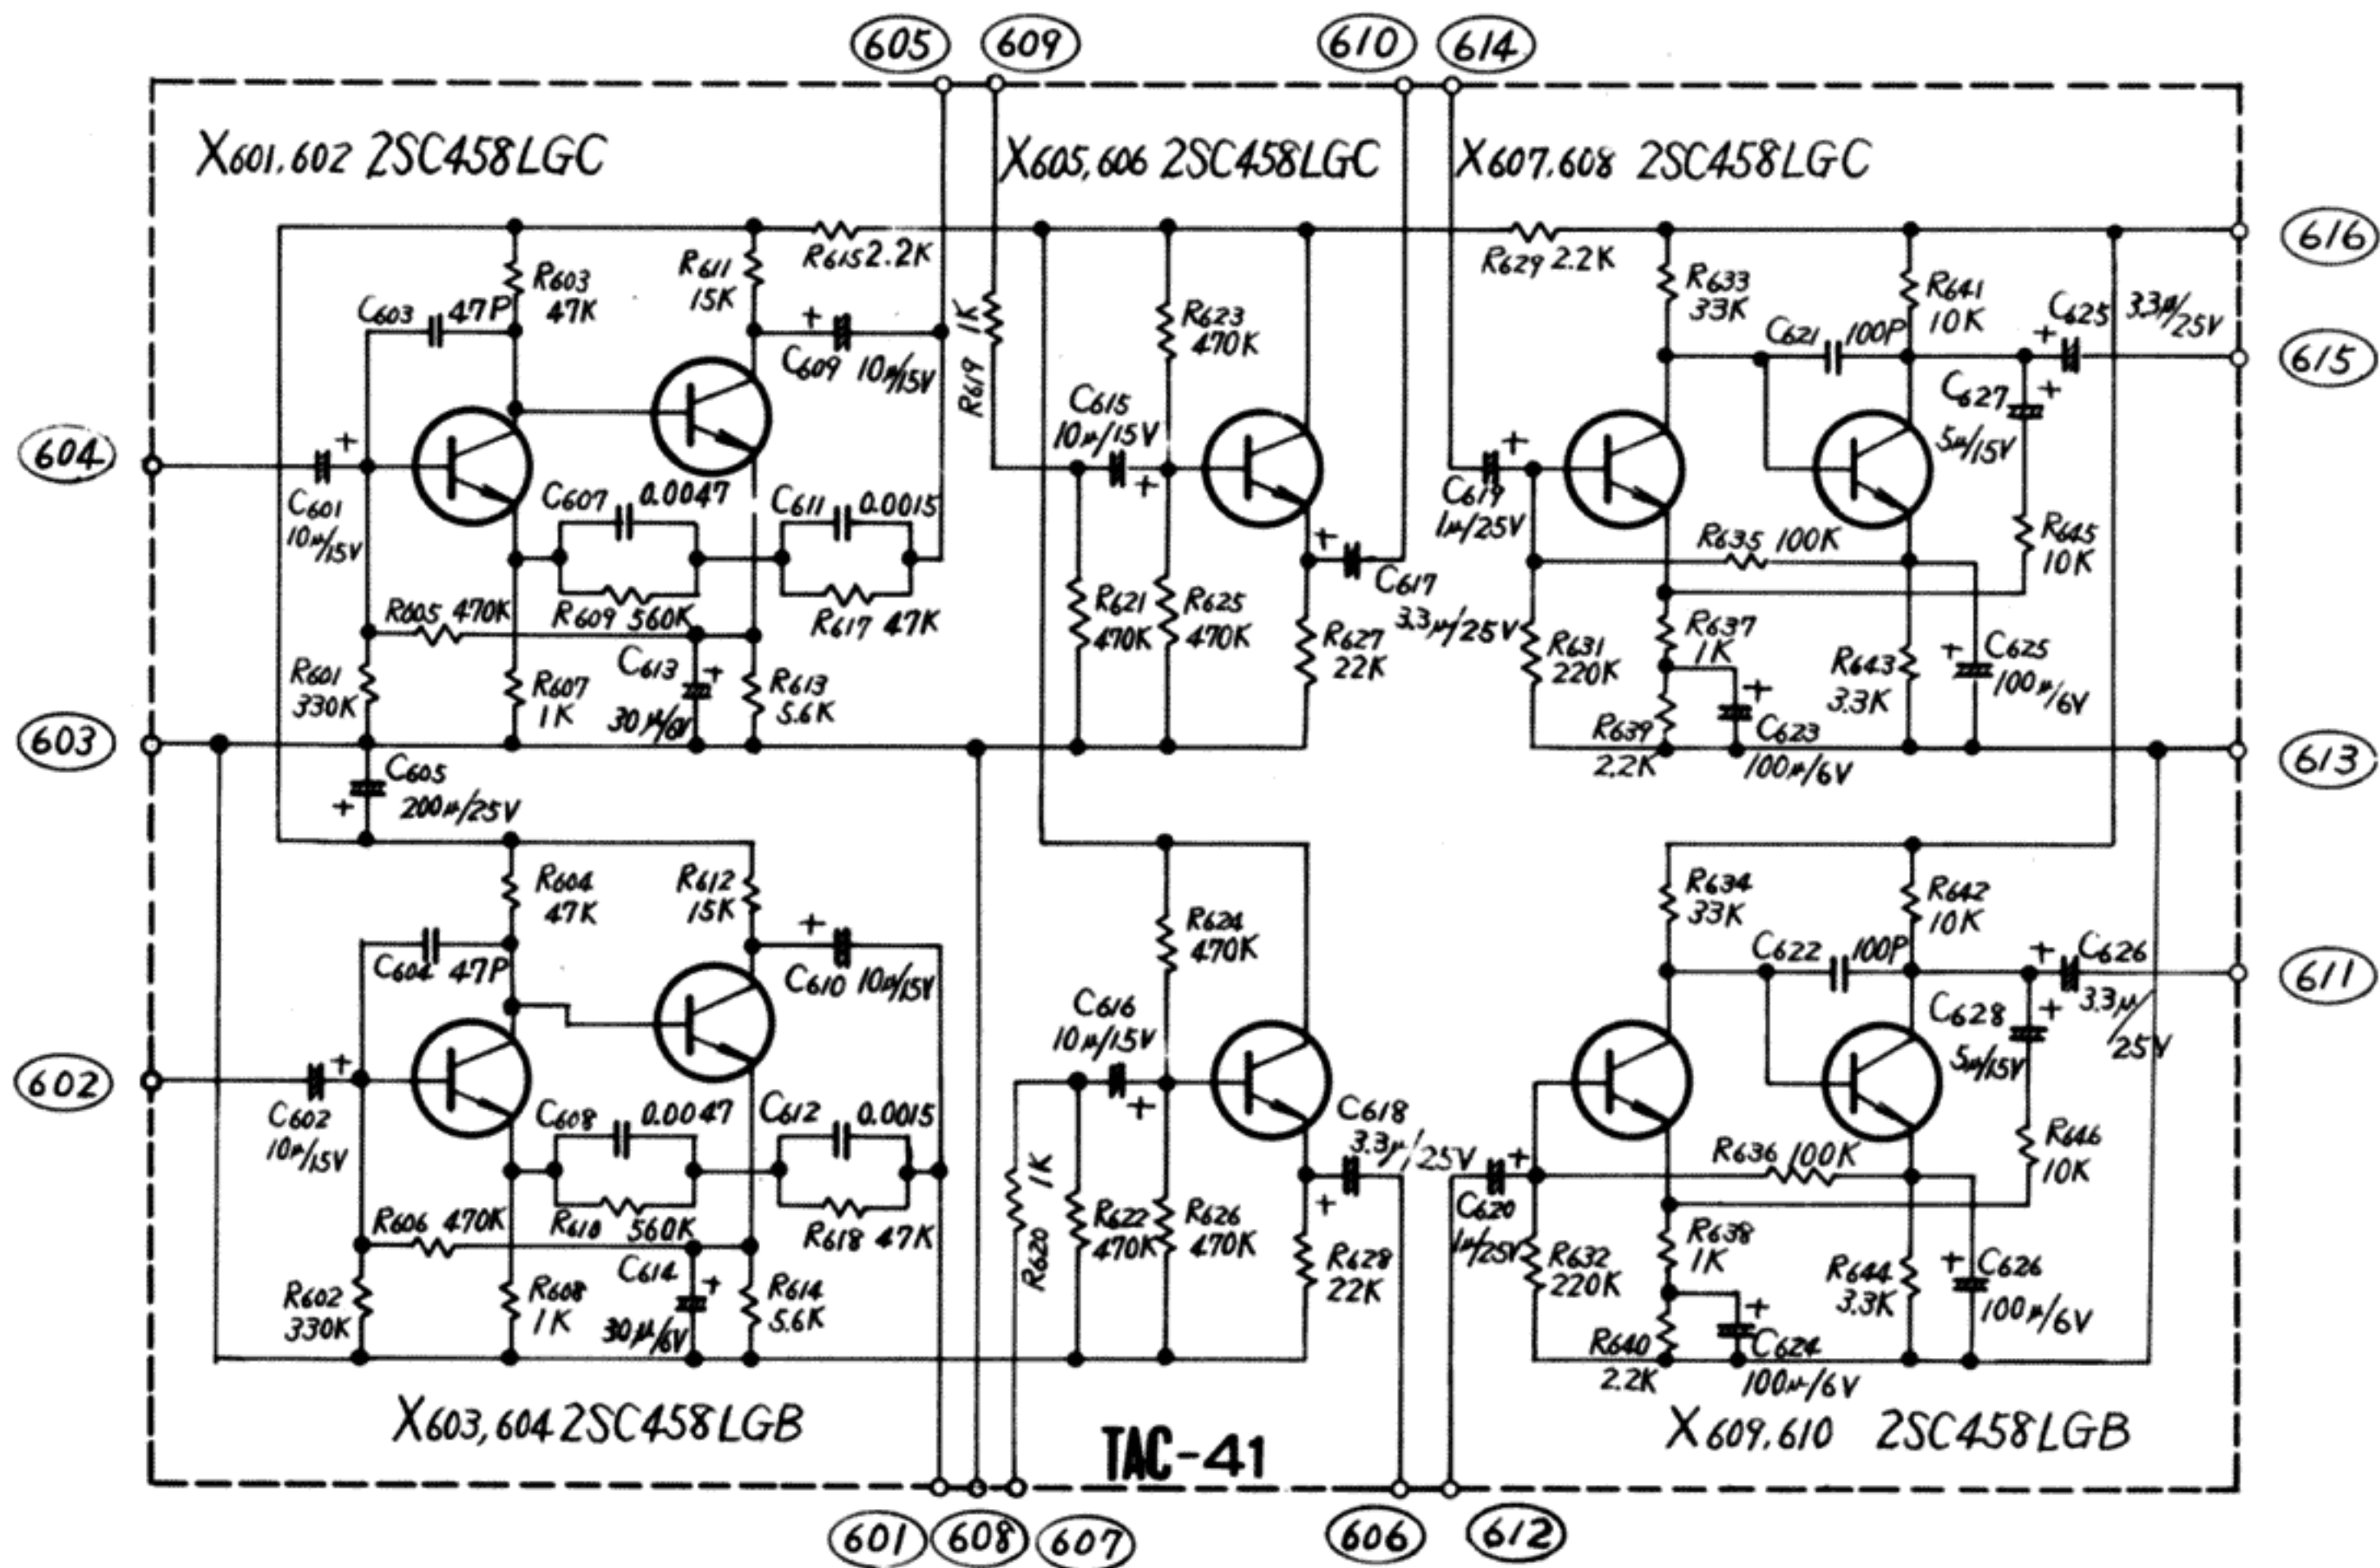 605
609
610
614
X601.602 2SC458LGC
X605,606 2SC458LGC
X607.608 2SC458LGC
616
R603
47K
R611
15K
R615 2.2K
R629 2.2K
C603 47P
C609 10μ/15V
R619 1K
R623
470K
R633
33K
C621 100P
R641
10K
C625 3.3μ/25V
615
C627
5μ/15V
604
C601
10μ/15V
C607 0.0047
C611 0.0015
C615
10μ/15V
C617
3.3μ/25V
C619
1μ/25V
R635 100K
R645
10K
R605 470K
R609 560K
R617 47K
R601
330K
R607
1K
C613
30μ/6V
R613
5.6K
R621
470K
R625
470K
R627
22K
R631
220K
R637
1K
R639
2.2K
C623
100μ/6V
R643
3.3K
C625
100μ/6V
603
613
C605
200μ/25V
R604
47K
R612
15K
C604 47P
C610 10μ/15V
R624
470K
R634
33K
C622 100P
R642
10K
C626
3.3μ/25V
611
C628
5μ/15V
602
C602
10μ/15V
C608 0.0047
C612 0.0015
C616
10μ/15V
C618
3.3μ/25V
C620
1μ/25V
R636 100K
R646
10K
R606 470K
R610 560K
R618 47K
R620 1K
R602
330K
R608
1K
C614
30μ/6V
R614
5.6K
R622
470K
R626
470K
R628
22K
R632
220K
R638
1K
R640
2.2K
C624
100μ/6V
R644
3.3K
C626
100μ/6V
X603,604 2SC458LGB
TAC-41
X609.610 2SC458LGB
601
608
607
606
612